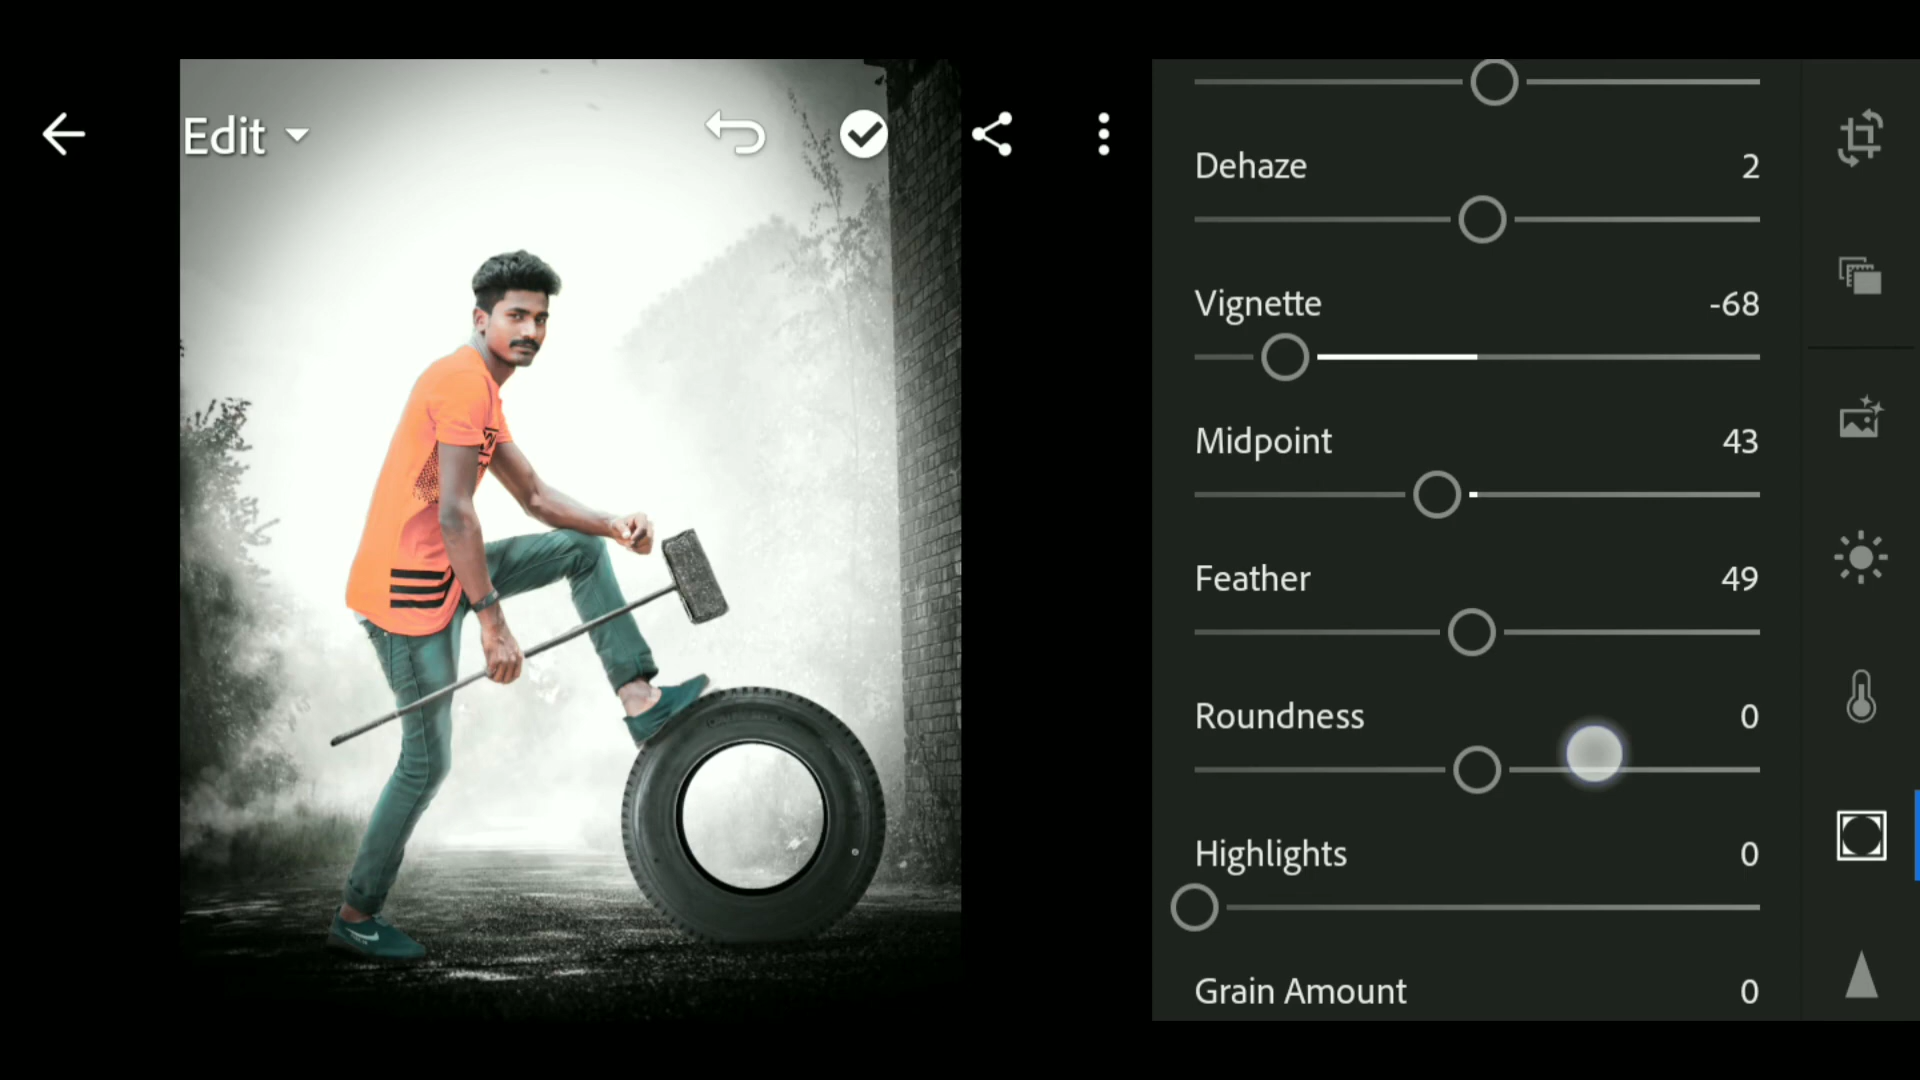 Edit
Dehaze 2
Vignette -68
Midpoint 43
Feather 49
Roundness 0
Highlights 0
Grain Amount 0